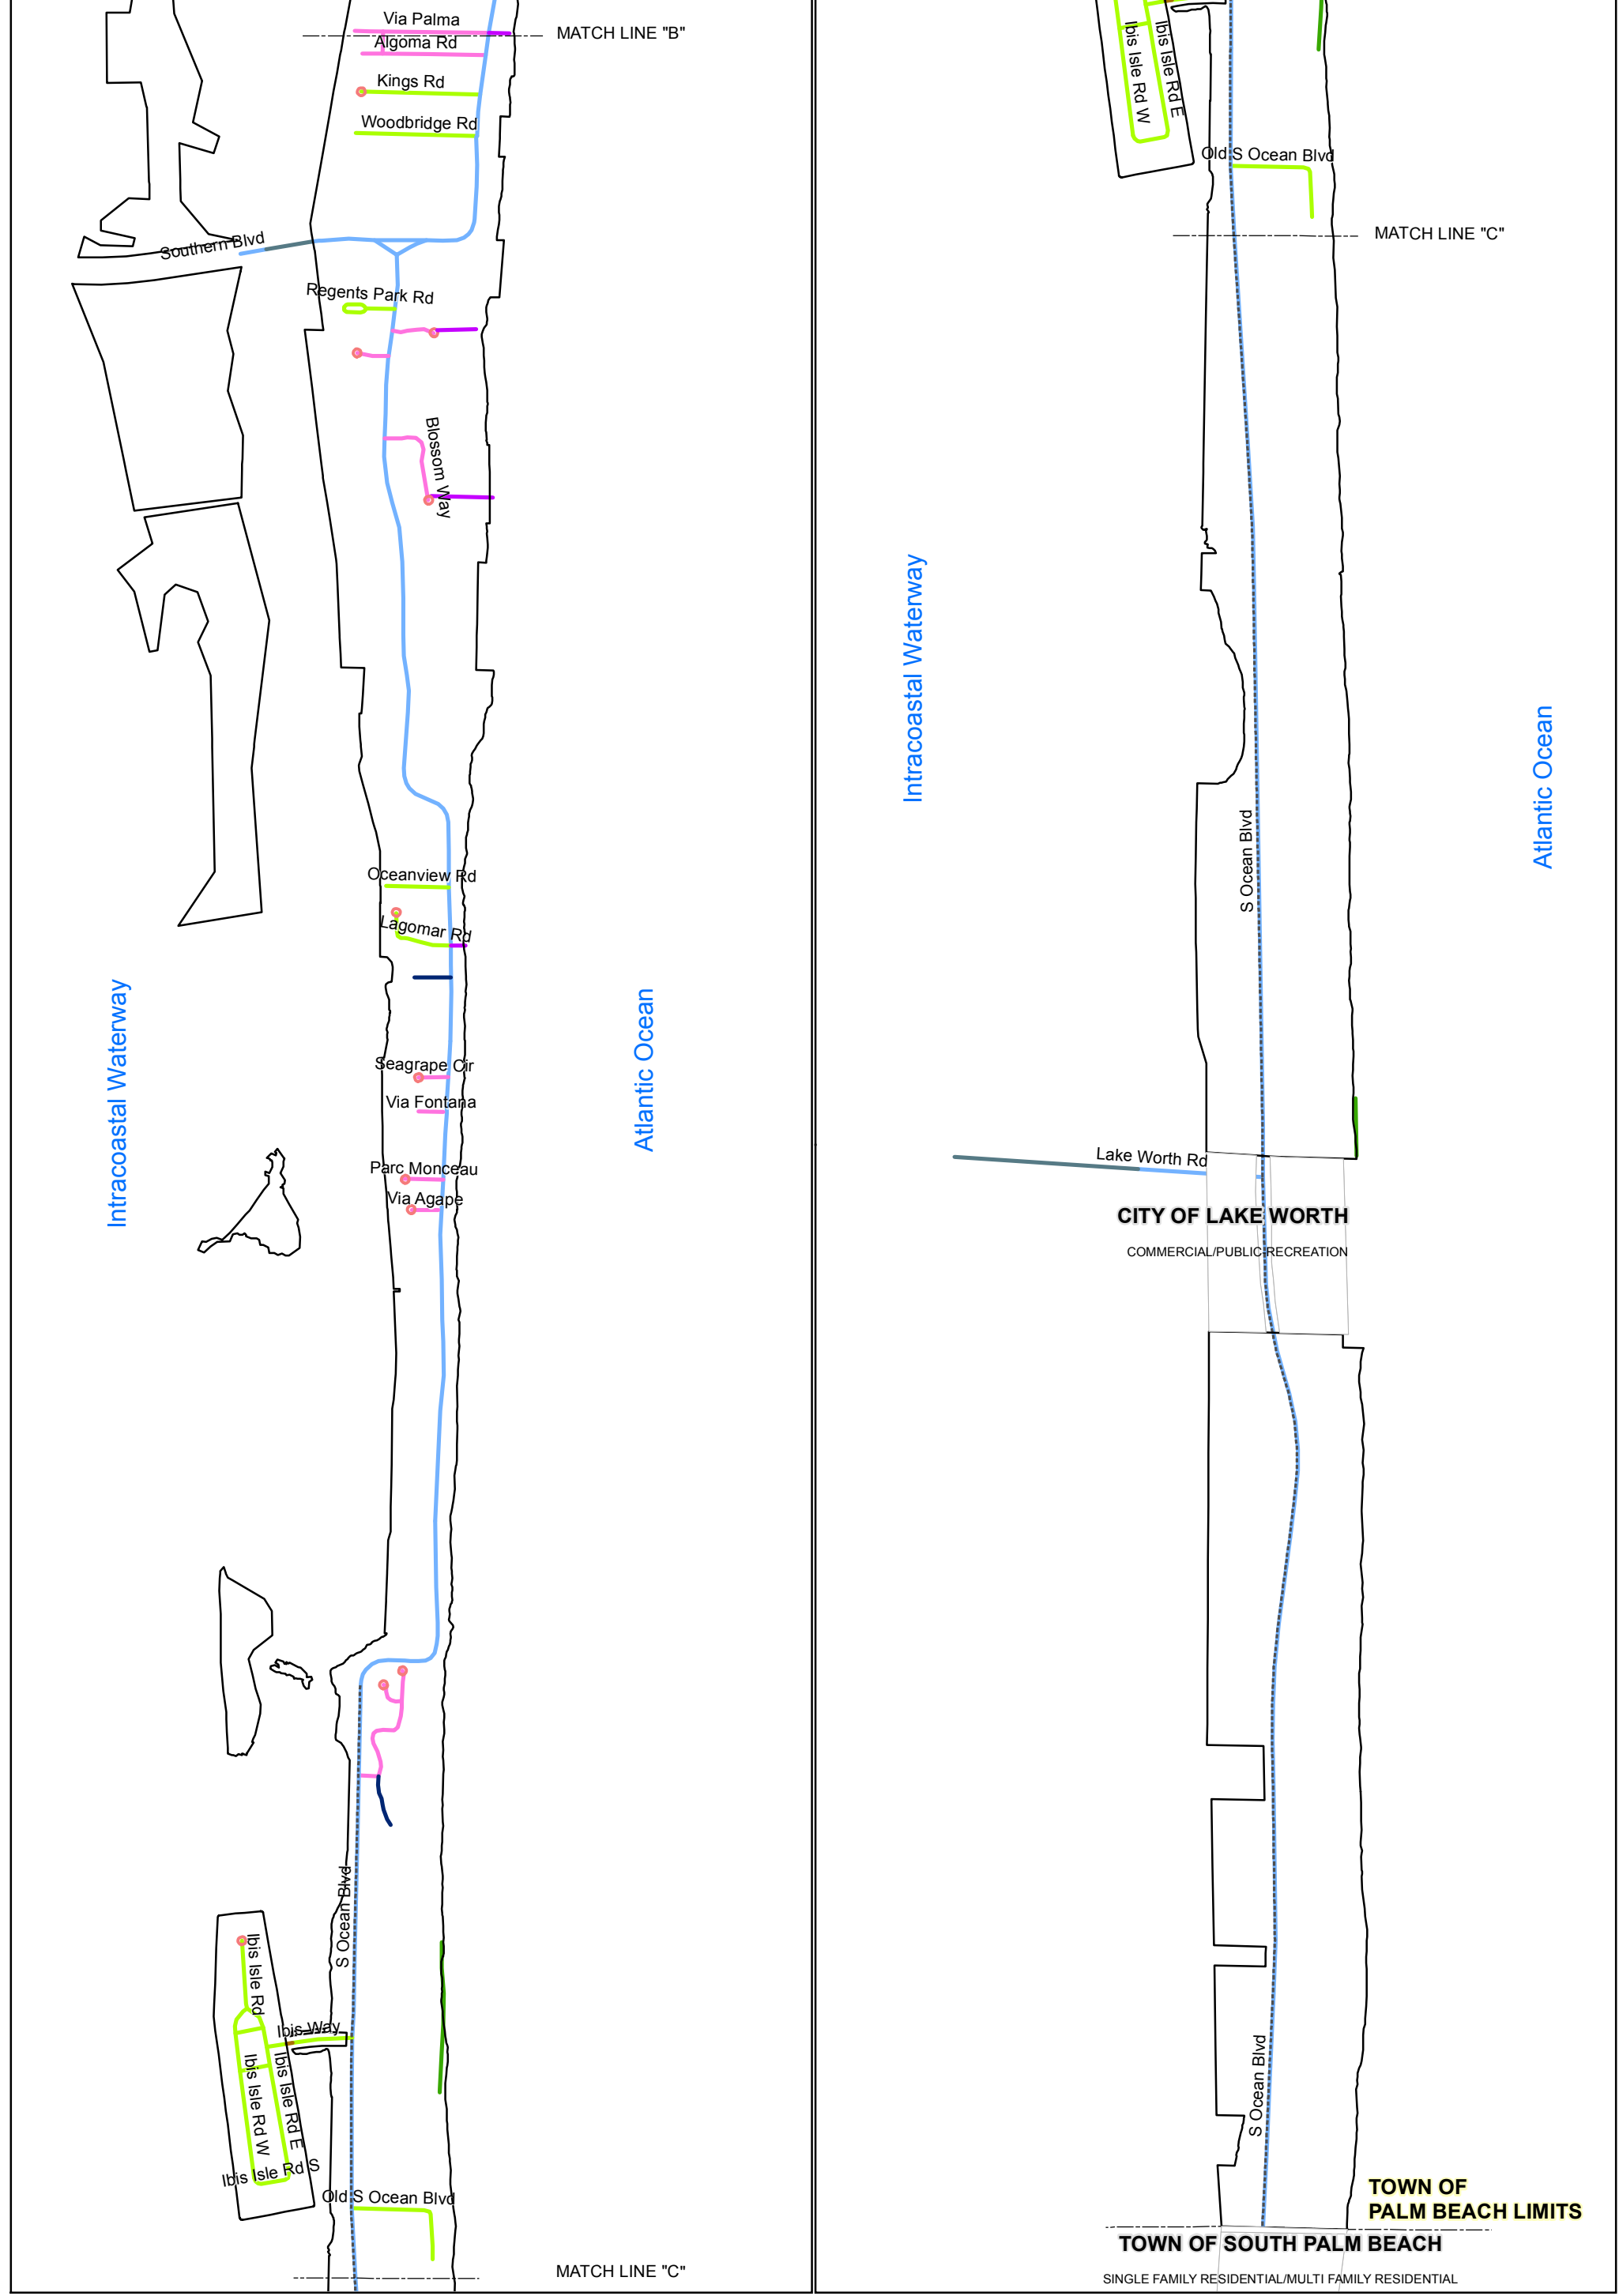 Via Palma
MATCH LINE "B"
Algoma Rd
Kings Rd
Woodbridge Rd
Southern Blvd
Regents Park Rd
Blossom Way
Oceanview Rd
Lagomar Rd
Intracoastal Waterway
Atlantic Ocean
Seagrape Cir
Via Fontana
Parc Monceau
Via Agape
S Ocean Blvd
Ibis Isle Rd
Ibis Way
Ibis Isle Rd W
Ibis Isle Rd E
Ibis Isle Rd S
Old S Ocean Blvd
MATCH LINE "C"
Ibis Isle Rd W
Ibis Isle Rd E
Old S Ocean Blvd
MATCH LINE "C"
Intracoastal Waterway
Atlantic Ocean
S Ocean Blvd
Lake Worth Rd
CITY OF LAKE WORTH
COMMERCIAL/PUBLIC RECREATION
S Ocean Blvd
TOWN OF
PALM BEACH LIMITS
TOWN OF SOUTH PALM BEACH
SINGLE FAMILY RESIDENTIAL/MULTI FAMILY RESIDENTIAL